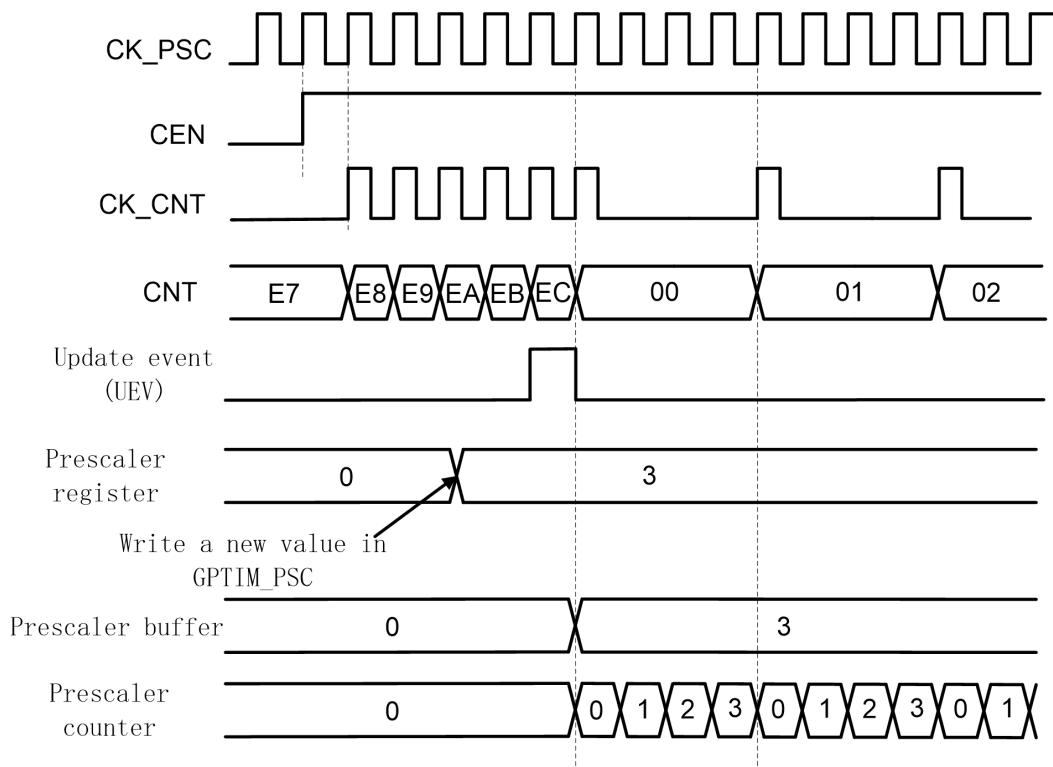 CK_PSC
CEN
CK_CNT
CNT
E7 E8 E9 EA EB EC 00 01 02
Update event
(UEV)
Prescaler
register
0 3
Write a new value in
GPTIM_PSC
Prescaler buffer
0 3
Prescaler
counter
0 0 1 2 3 0 1 2 3 0 1